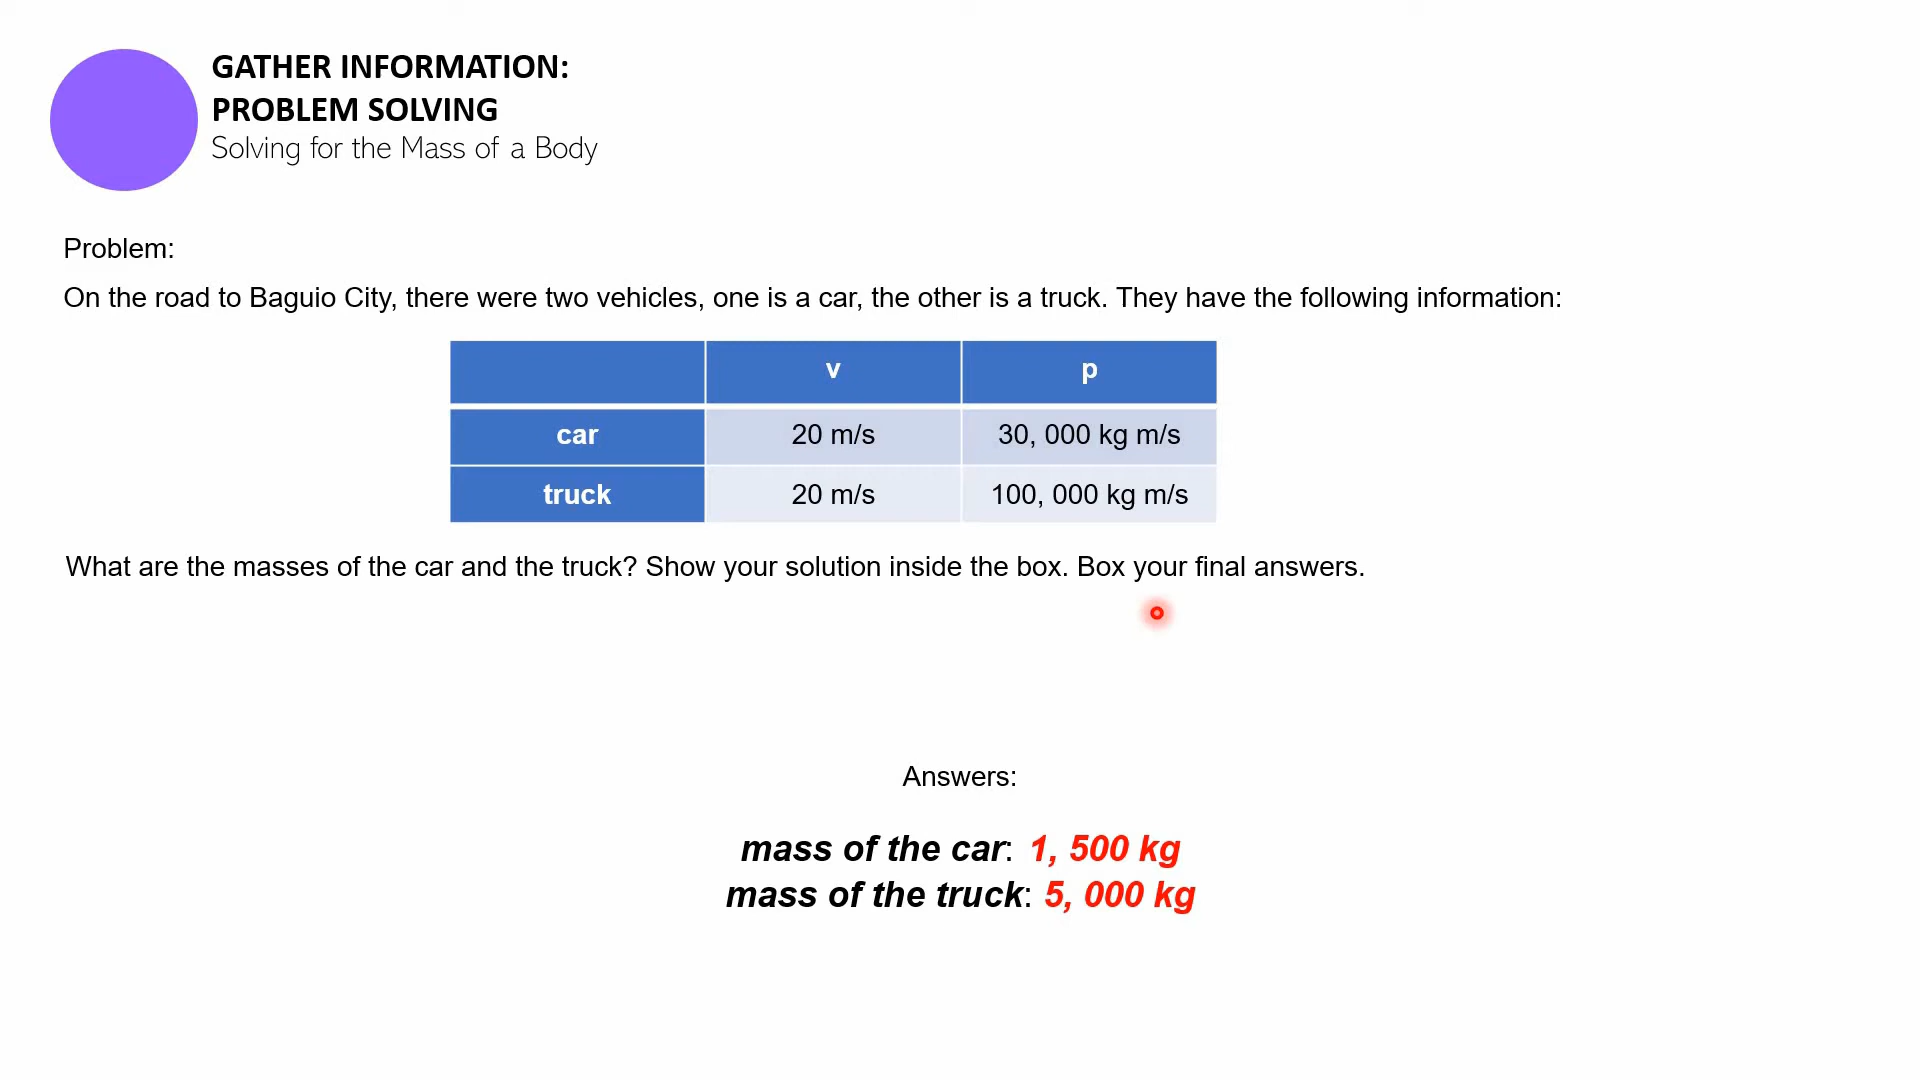 GATHER INFORMATION:
PROBLEM SOLVING
Solving for the Mass of a Body
Problem:
On the road to Baguio City, there were two vehicles, one is a car, the other is a truck. They have the following information:
v p
car 20 m/s 30, 000 kg m/s
truck 20 m/s 100, 000 kg m/s
What are the masses of the car and the truck? Show your solution inside the box. Box your final answers.
Answers:
mass of the car: 1, 500 kg
mass of the truck: 5, 000 kg